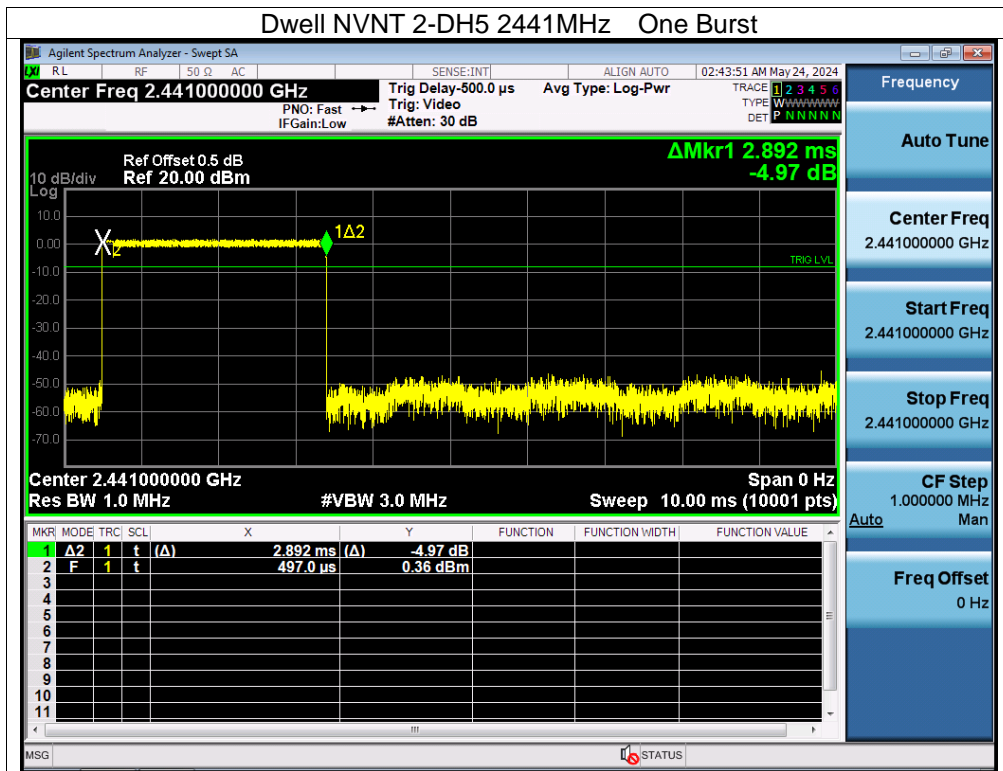 Dwell NVNT 2-DH5 2441MHz One Burst
Agilent Spectrum Analyzer - Swept SA
LXI RL RF 50 Ω AC SENSE:INT ALIGN AUTO 02:43:51 AM May 24, 2024
Center Freq 2.441000000 GHz Trig Delay-500.0 µs Avg Type: Log-Pwr TRACE 1 2 3 4 5 6
PNO: Fast Trig: Video TYPE WWWWWWW
IFGain:Low #Atten: 30 dB DET P N N N N N
ΔMkr1 2.892 ms
-4.97 dB
Ref Offset 0.5 dB
10 dB/div Ref 20.00 dBm
Log
10.0
0.00
-10.0
-20.0
-30.0
-40.0
-50.0
-60.0
-70.0
2
1Δ2
TRIG LVL
Center 2.441000000 GHz Span 0 Hz
Res BW 1.0 MHz #VBW 3.0 MHz Sweep 10.00 ms (10001 pts)
MKR MODE TRC SCL X Y FUNCTION FUNCTION WIDTH FUNCTION VALUE
1 Δ2 1 t (Δ) 2.892 ms (Δ) -4.97 dB
2 F 1 t 497.0 µs 0.36 dBm
3
4
5
6
7
8
9
10
11
MSG STATUS
Frequency
Auto Tune
Center Freq
2.441000000 GHz
Start Freq
2.441000000 GHz
Stop Freq
2.441000000 GHz
CF Step
1.000000 MHz
Auto Man
Freq Offset
0 Hz